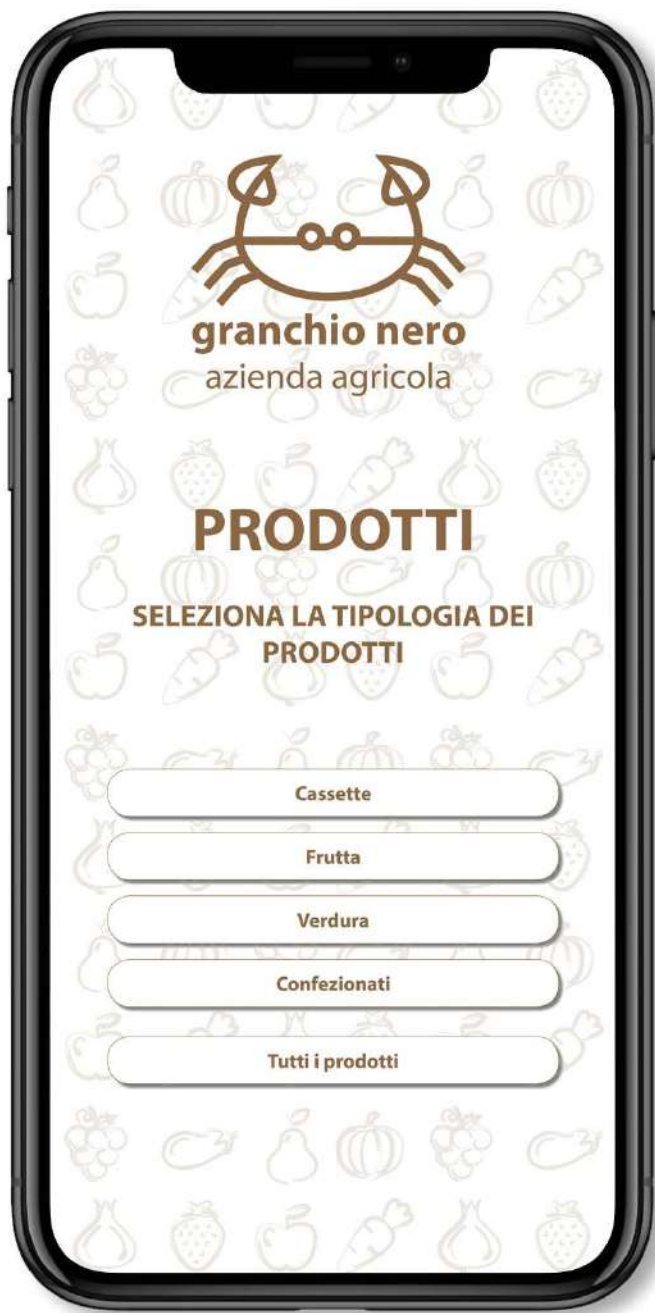 granchio nero
azienda agricola
PRODOTTI
SELEZIONA LA TIPOLOGIA DEI
PRODOTTI
Cassette
Frutta
Verdura
Confezionati
Tutti i prodotti